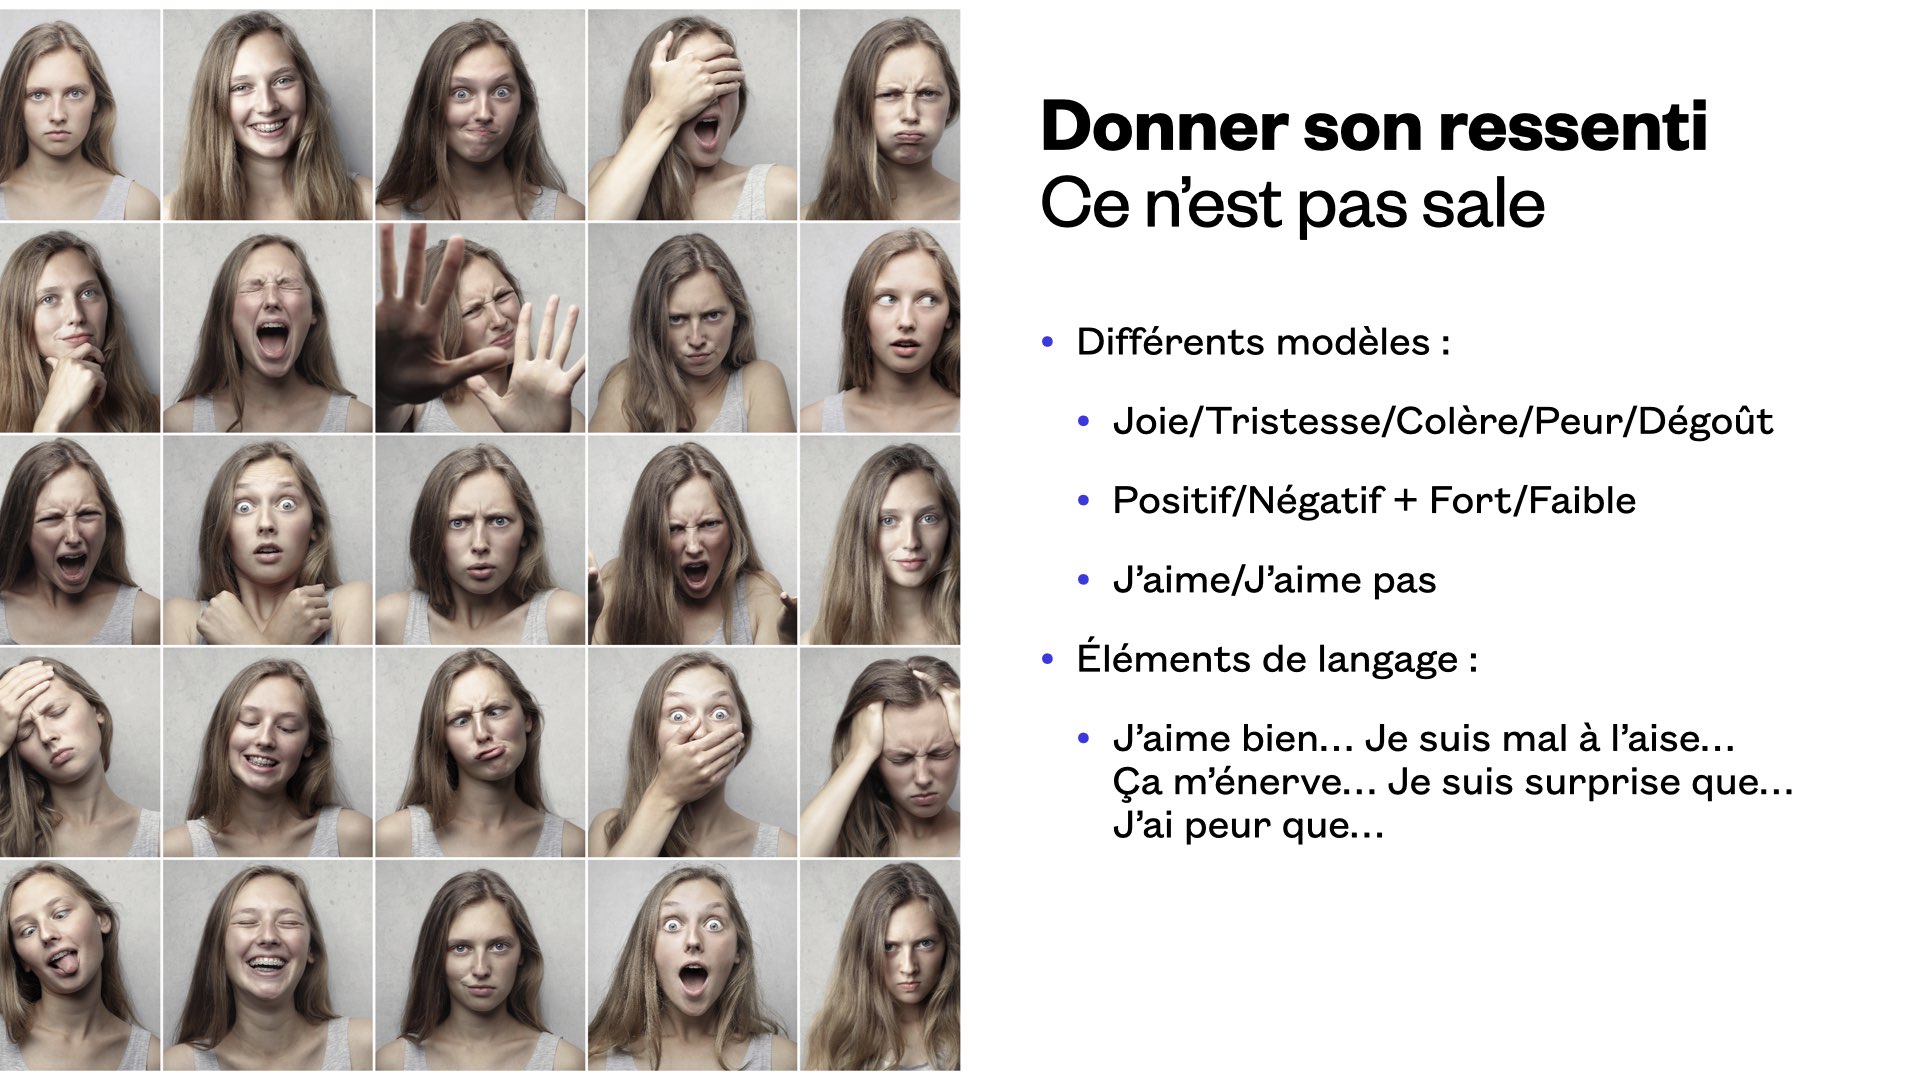 Donner son ressenti
Ce n’est pas sale
• Différents modèles :
• Joie/Tristesse/Colère/Peur/Dégoût
• Positif/Négatif + Fort/Faible
• J’aime/J’aime pas
• Éléments de langage :
• J’aime bien… Je suis mal à l’aise…
Ça m’énerve… Je suis surprise que…
J’ai peur que…